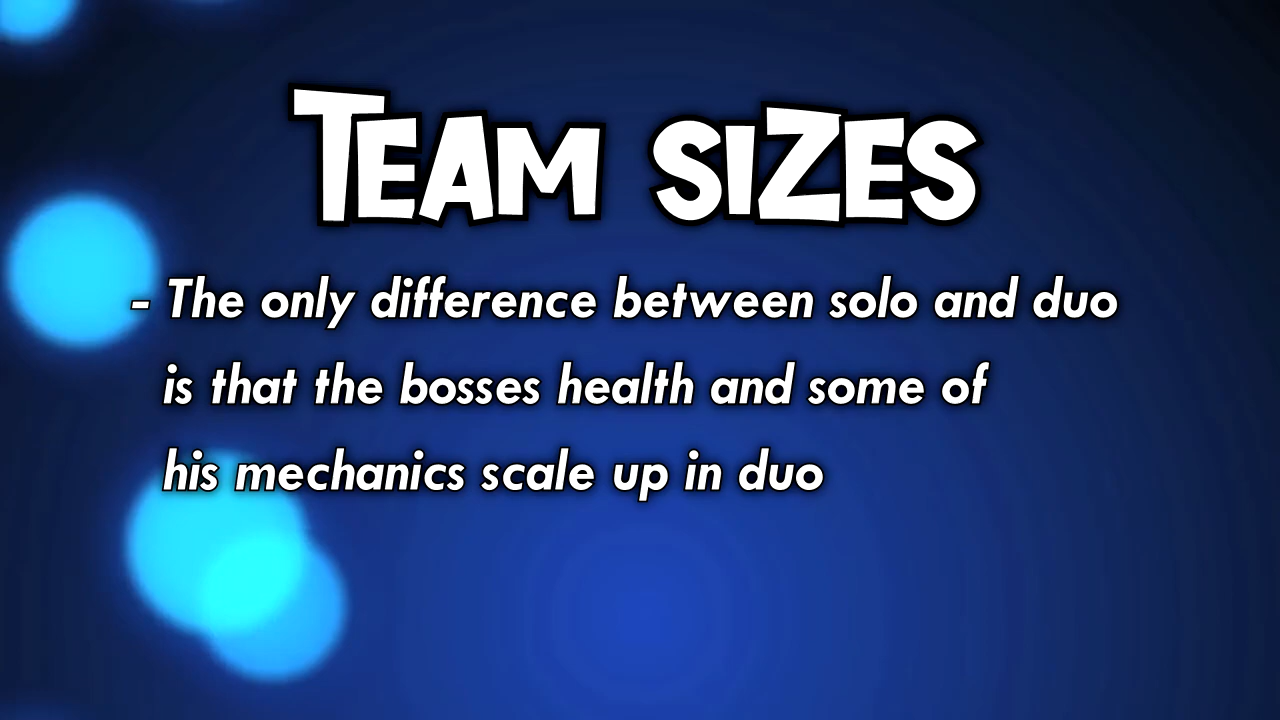 Team sizes
- The only difference between solo and duo
is that the bosses health and some of
his mechanics scale up in duo